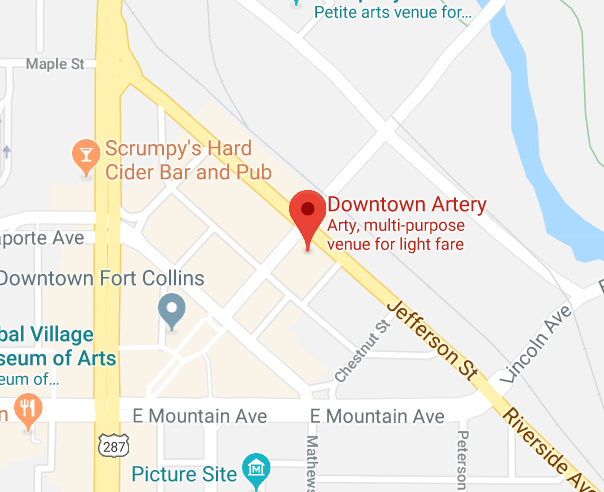 Petite arts venue for…
Maple St
Scrumpy's Hard
Cider Bar and Pub
Downtown Artery
Arty, multi-purpose
venue for light fare
aporte Ave
Downtown Fort Collins
bal Village
seum of Arts
eum of…
Jefferson St
Chestnut St
Lincoln Ave
E Mountain Ave
E Mountain Ave
n
287
Riverside Ave
Mathews
Peterson
Picture Site